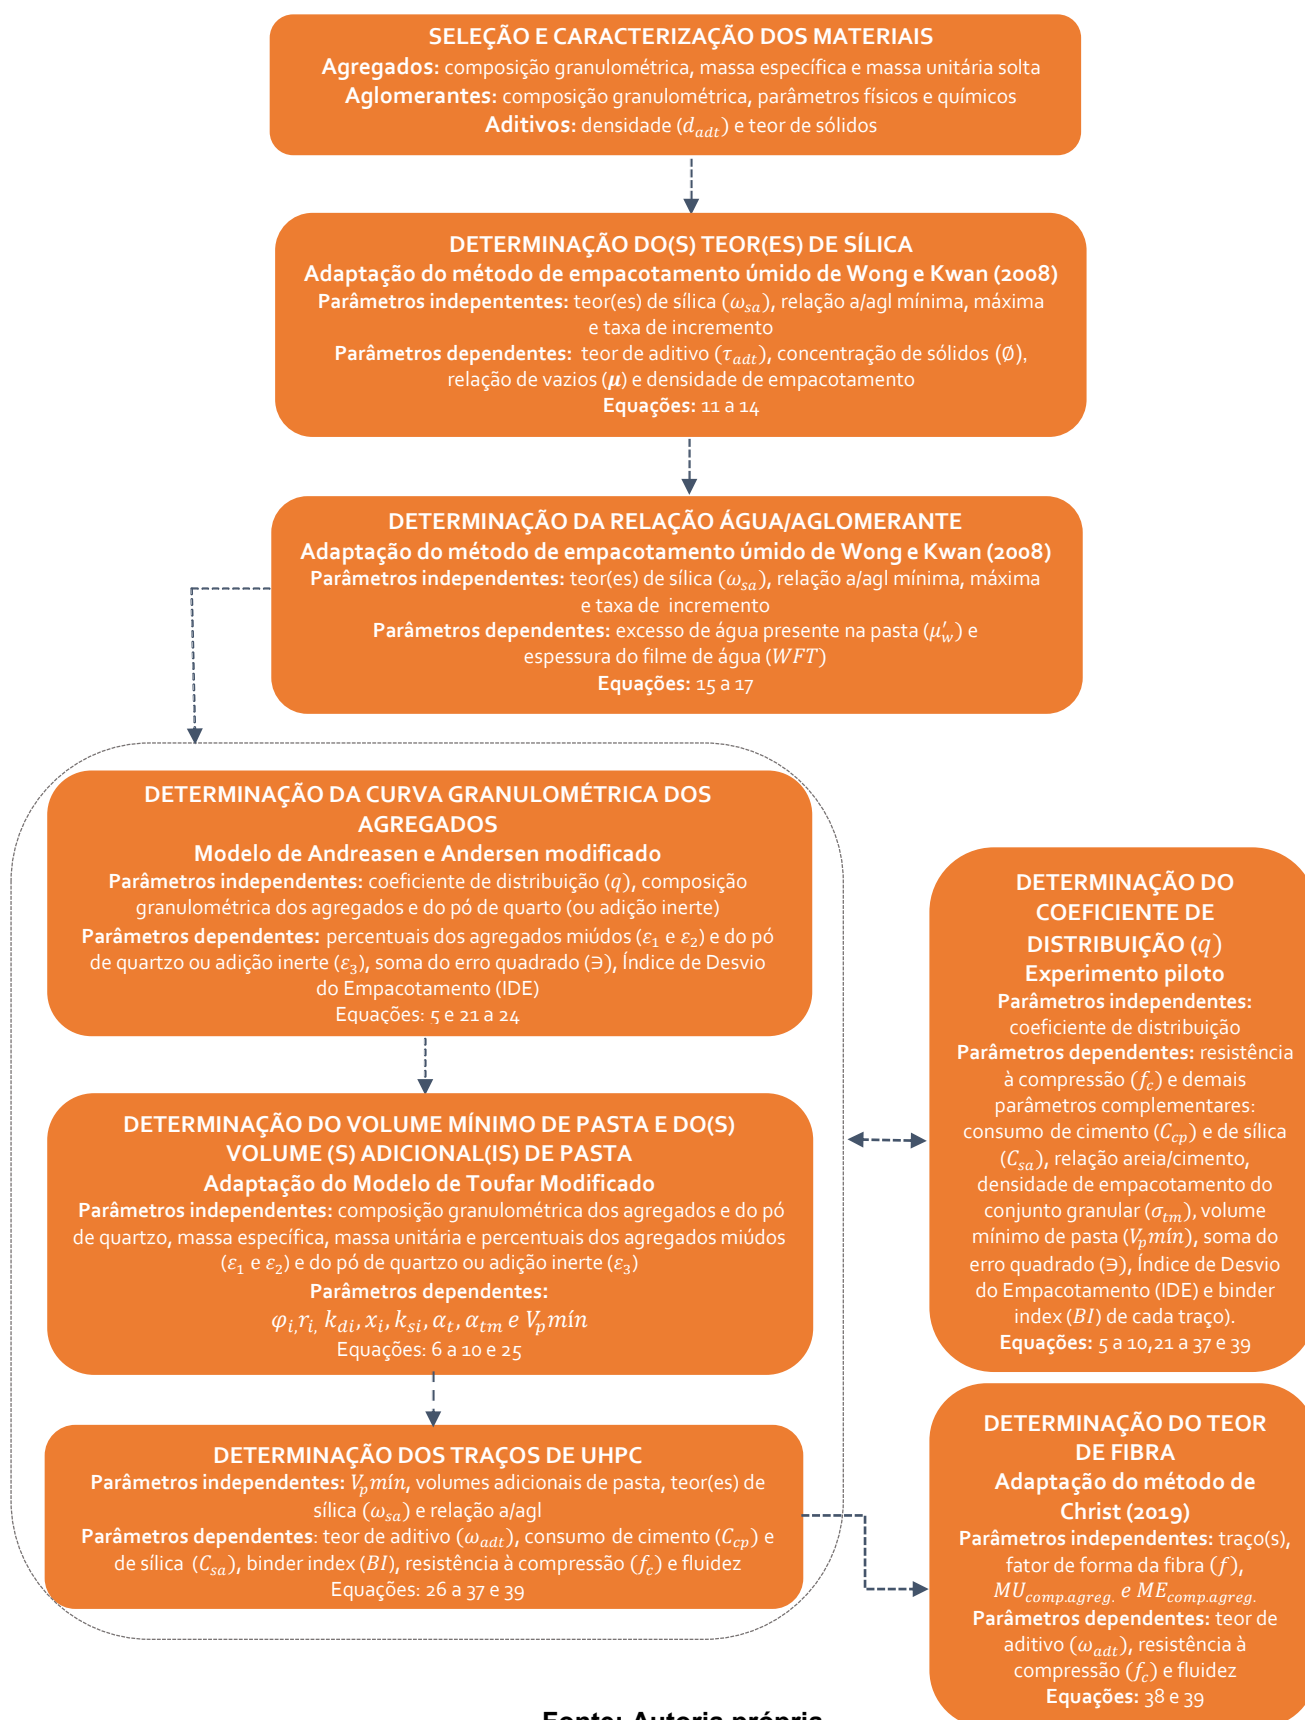 SELEÇÃO E CARACTERIZAÇÃO DOS MATERIAIS
Agregados: composição granulométrica, massa específica e massa unitária solta
Aglomerantes: composição granulométrica, parâmetros físicos e químicos
Aditivos: densidade (d_adt) e teor de sólidos
DETERMINAÇÃO DO(S) TEOR(ES) DE SÍLICA
Adaptação do método de empacotamento úmido de Wong e Kwan (2008)
Parâmetros indepententes: teor(es) de sílica (ω_sa), relação a/agl mínima, máxima
e taxa de incremento
Parâmetros dependentes: teor de aditivo (τ_adt), concentração de sólidos (Ø),
relação de vazios (μ) e densidade de empacotamento
Equações: 11 a 14
DETERMINAÇÃO DA RELAÇÃO ÁGUA/AGLOMERANTE
Adaptação do método de empacotamento úmido de Wong e Kwan (2008)
Parâmetros independentes: teor(es) de sílica (ω_sa), relação a/agl mínima, máxima
e taxa de incremento
Parâmetros dependentes: excesso de água presente na pasta (μ'_w) e
espessura do filme de água (WFT)
Equações: 15 a 17
DETERMINAÇÃO DA CURVA GRANULOMÉTRICA DOS
AGREGADOS
Modelo de Andreasen e Andersen modificado
Parâmetros independentes: coeficiente de distribuição (q), composição
granulométrica dos agregados e do pó de quarto (ou adição inerte)
Parâmetros dependentes: percentuais dos agregados miúdos (ε_1 e ε_2) e do pó
de quartzo ou adição inerte (ε_3), soma do erro quadrado (∋), Índice de Desvio
do Empacotamento (IDE)
Equações: 5 e 21 a 24
DETERMINAÇÃO DO VOLUME MÍNIMO DE PASTA E DO(S)
VOLUME (S) ADICIONAL(IS) DE PASTA
Adaptação do Modelo de Toufar Modificado
Parâmetros independentes: composição granulométrica dos agregados e do pó
de quartzo, massa específica, massa unitária e percentuais dos agregados miúdos
(ε_1 e ε_2) e do pó de quartzo ou adição inerte (ε_3)
Parâmetros dependentes:
φ_i, r_i, k_di, x_i, k_si, α_t, α_tm e V_p mín
Equações: 6 a 10 e 25
DETERMINAÇÃO DOS TRAÇOS DE UHPC
Parâmetros independentes: V_p mín, volumes adicionais de pasta, teor(es) de
sílica (ω_sa) e relação a/agl
Parâmetros dependentes: teor de aditivo (ω_adt), consumo de cimento (C_cp) e
de sílica (C_sa), binder index (BI), resistência à compressão (f_c) e fluidez
Equações: 26 a 37 e 39
DETERMINAÇÃO DO
COEFICIENTE DE
DISTRIBUIÇÃO (q)
Experimento piloto
Parâmetros independentes:
coeficiente de distribuição
Parâmetros dependentes: resistência
à compressão (f_c) e demais
parâmetros complementares:
consumo de cimento (C_cp) e de sílica
(C_sa), relação areia/cimento,
densidade de empacotamento do
conjunto granular (σ_tm), volume
mínimo de pasta (V_p mín), soma do
erro quadrado (∋), Índice de Desvio
do Empacotamento (IDE) e binder
index (BI) de cada traço).
Equações: 5 a 10,21 a 37 e 39
DETERMINAÇÃO DO TEOR
DE FIBRA
Adaptação do método de
Christ (2019)
Parâmetros independentes: traço(s),
fator de forma da fibra (f),
MU_comp.agreg. e ME_comp.agreg.
Parâmetros dependentes: teor de
aditivo (ω_adt), resistência à
compressão (f_c) e fluidez
Equações: 38 e 39
Fonte: Autoria própria